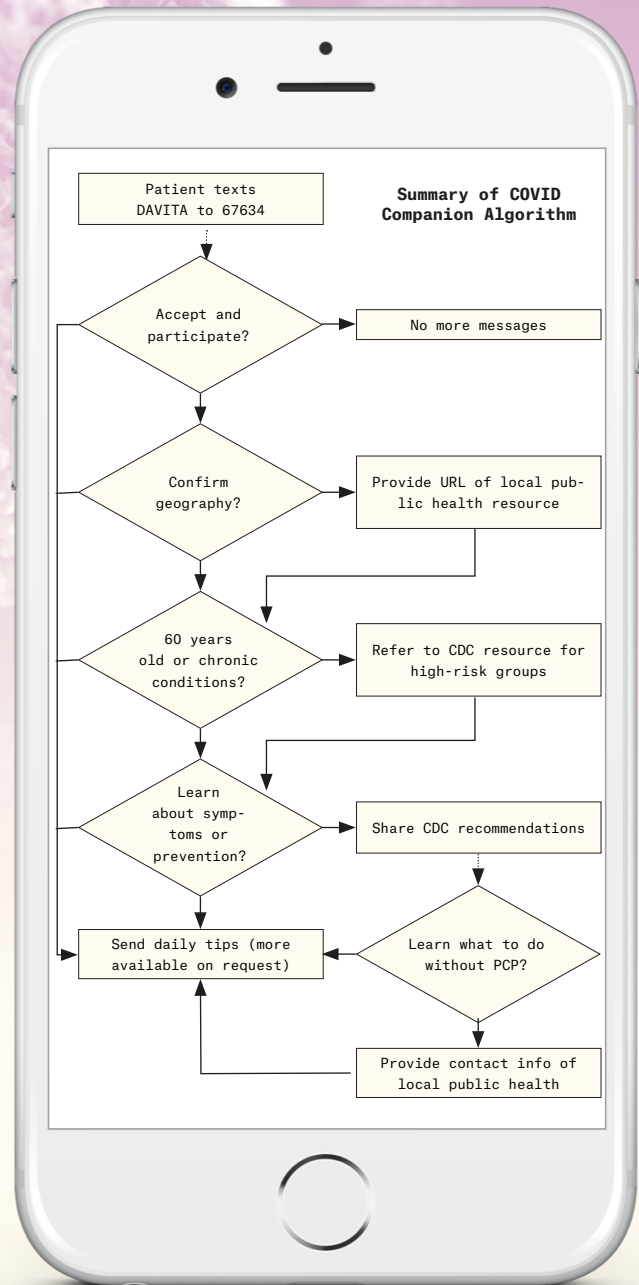 Patient texts
DAVITA to 67634
Summary of COVID
Companion Algorithm
Accept and
participate?
No more messages
Confirm
geography?
Provide URL of local pub-
lic health resource
60 years
old or chronic
conditions?
Refer to CDC resource for
high-risk groups
Learn
about symp-
toms or
prevention?
Share CDC recommendations
Send daily tips (more
available on request)
Learn what to do
without PCP?
Provide contact info of
local public health